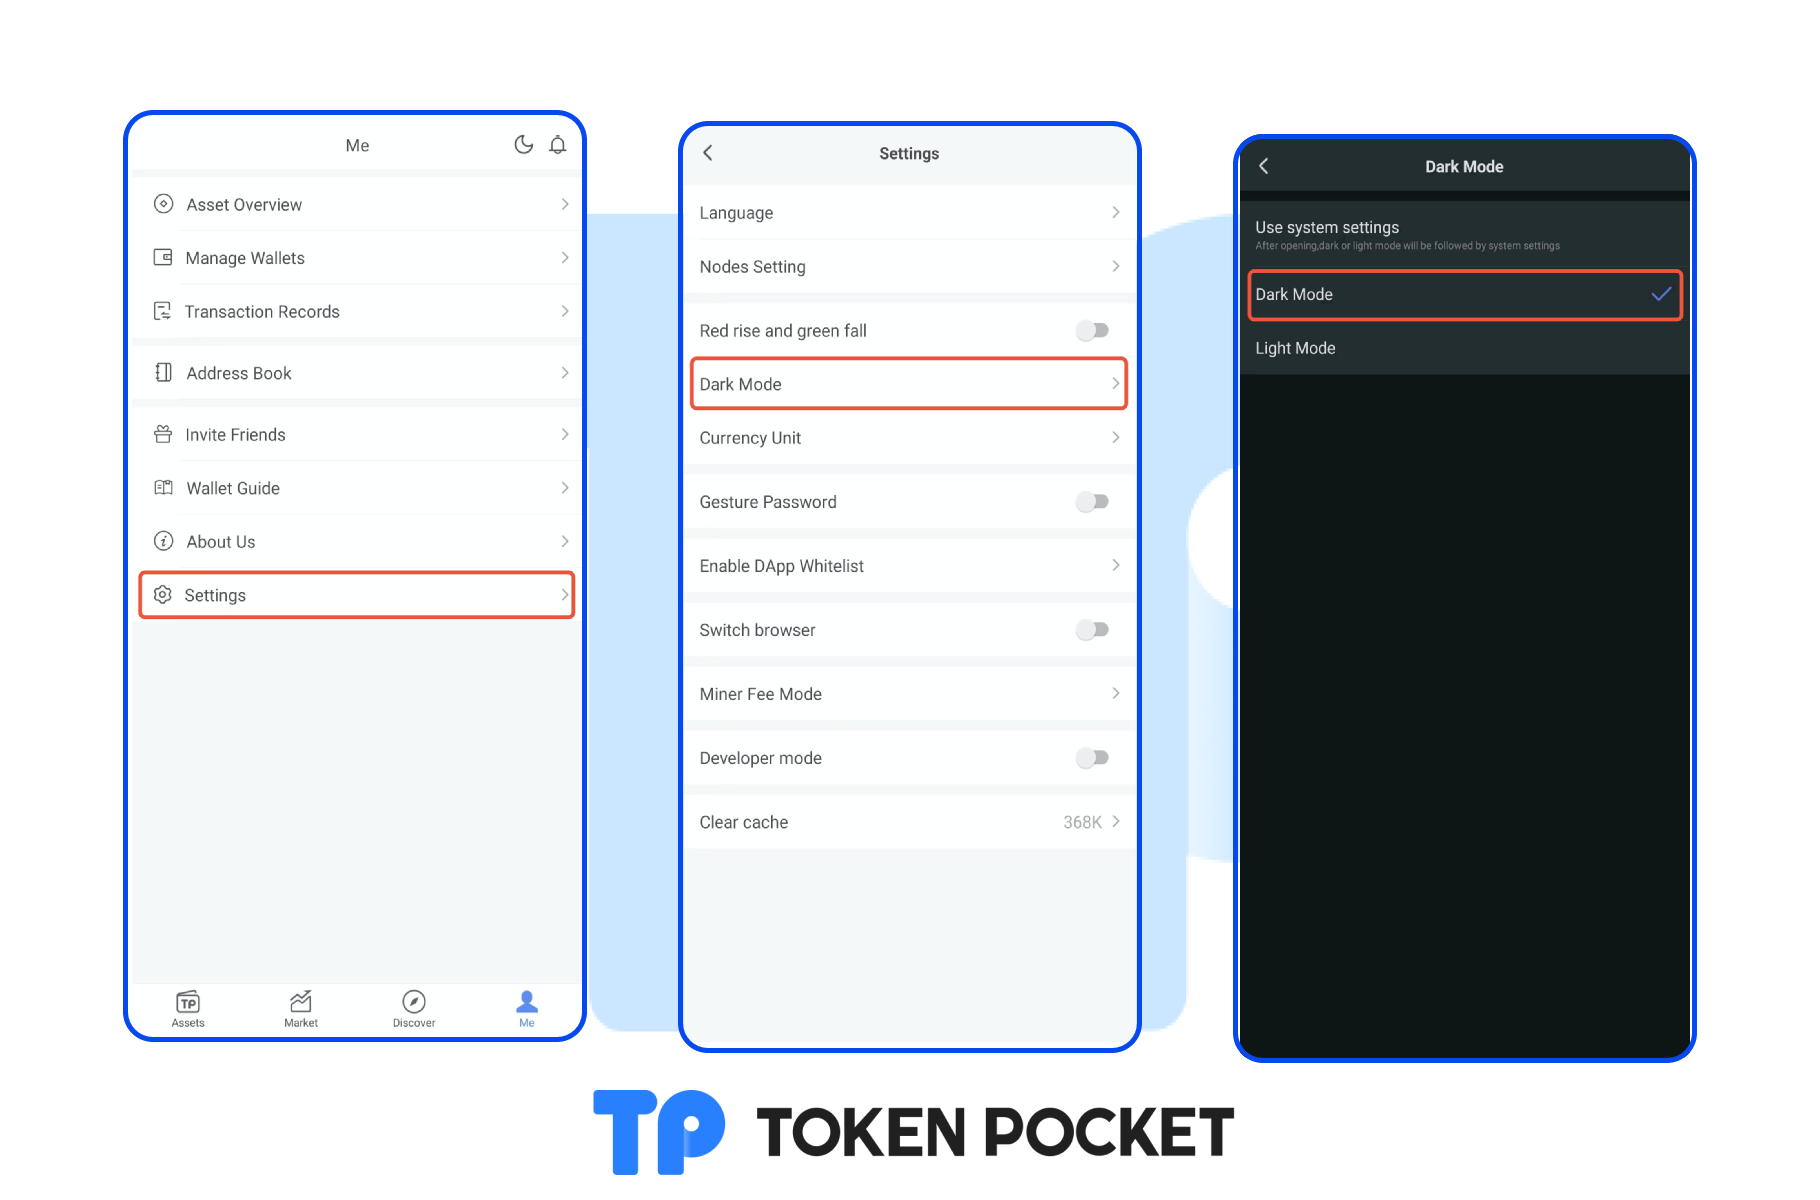 Me
Asset Overview
Manage Wallets
Transaction Records
Address Book
Invite Friends
Wallet Guide
About Us
Settings
TP
Assets
Market
Discover
Me
Settings
Language
Nodes Setting
Red rise and green fall
Dark Mode
Currency Unit
Gesture Password
Enable DApp Whitelist
Switch browser
Miner Fee Mode
Developer mode
Clear cache 368K
Dark Mode
Use system settings
After opening,dark or light mode will be followed by system settings
Dark Mode
Light Mode
TP TOKEN POCKET